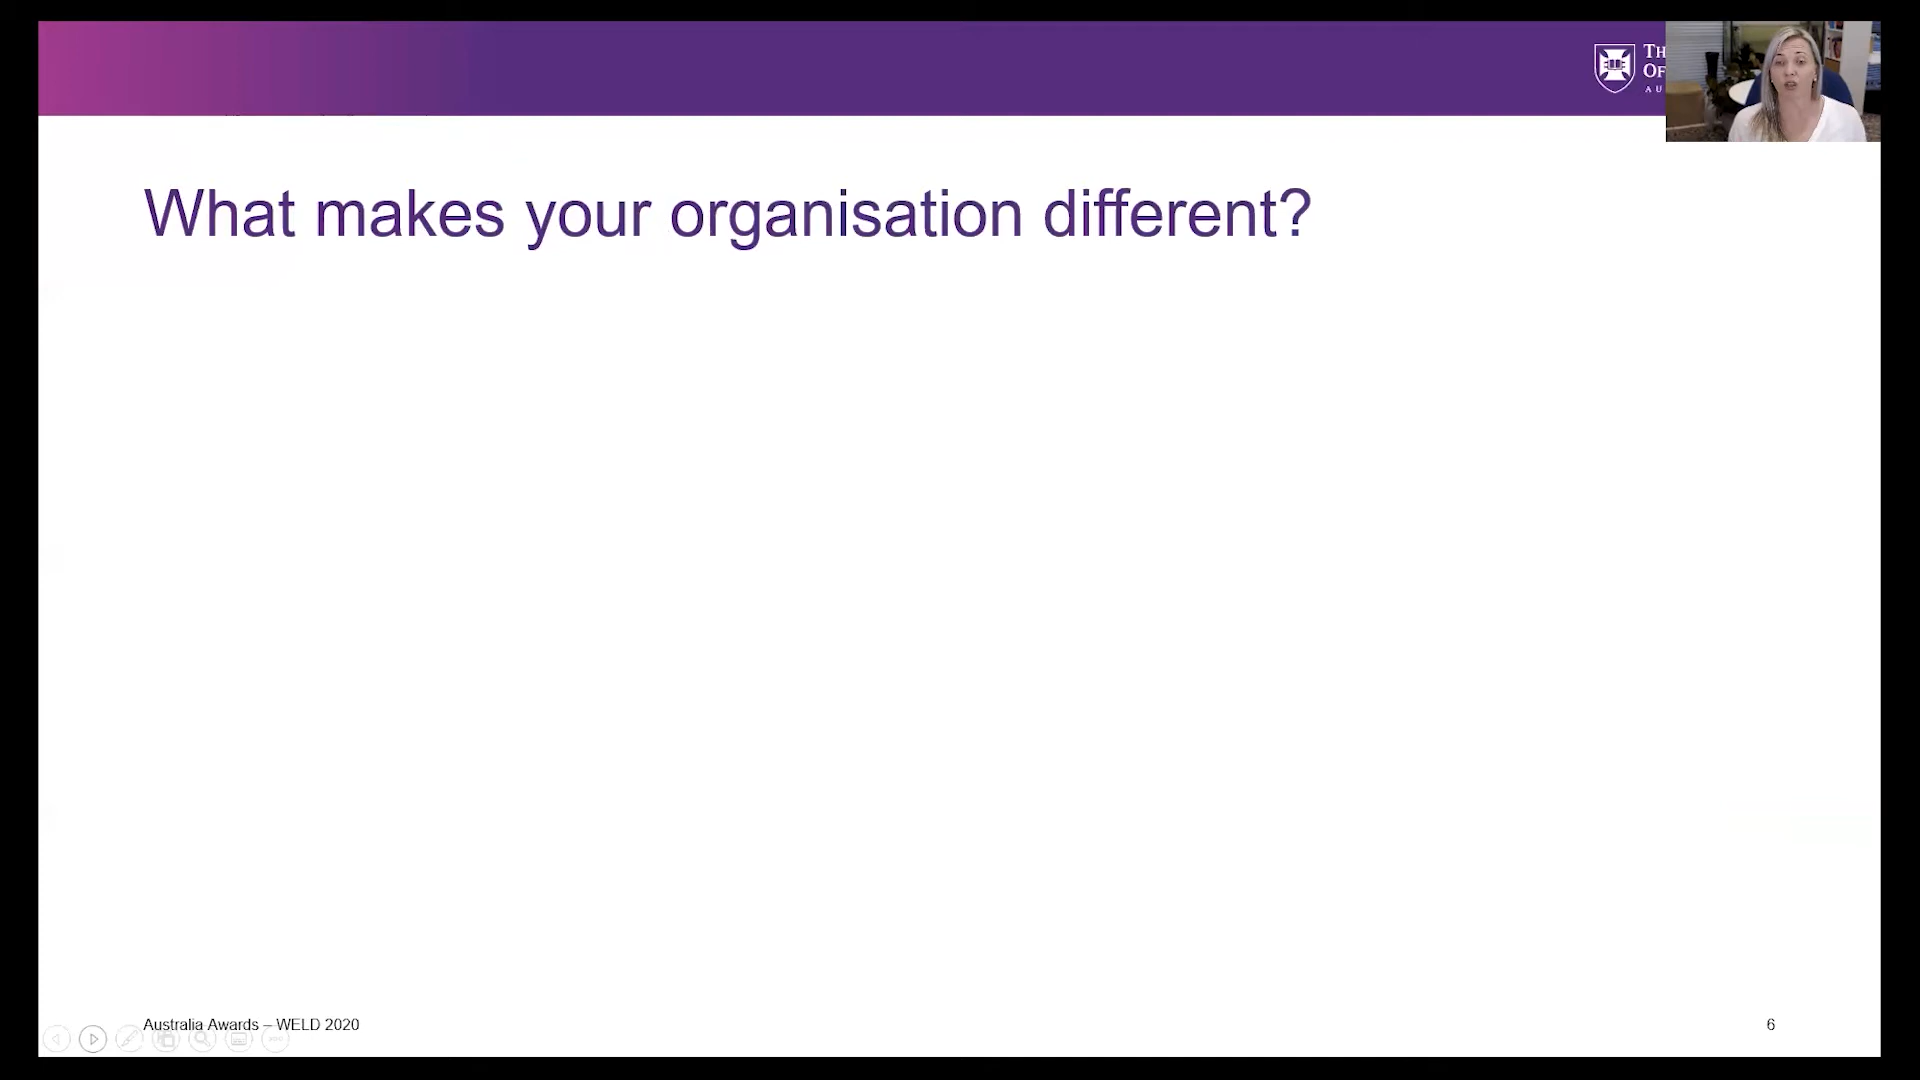 What makes your organisation different?
Australia Awards – WELD 2020
6